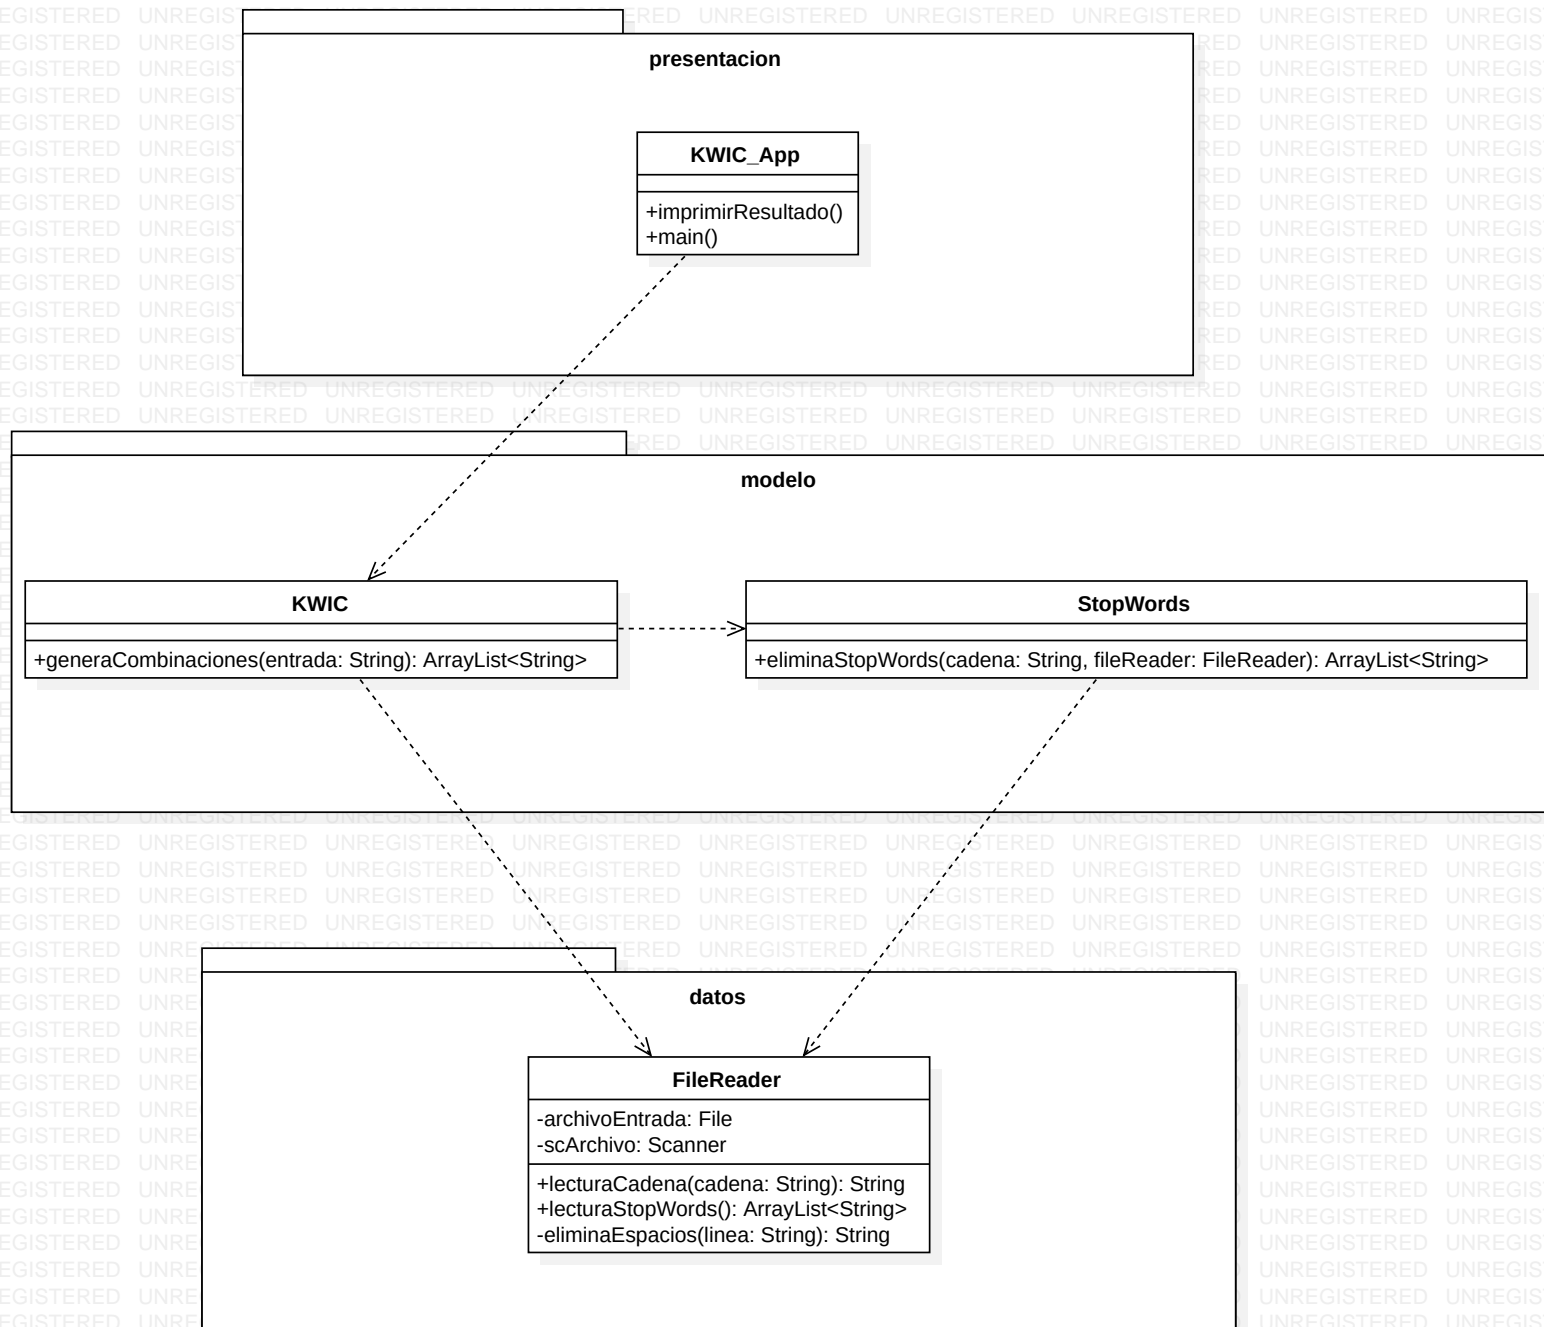 presentacion
KWIC_App
+imprimirResultado()
+main()
modelo
KWIC
+generaCombinaciones(entrada: String): ArrayList<String>
StopWords
+eliminaStopWords(cadena: String, fileReader: FileReader): ArrayList<String>
datos
FileReader
-archivoEntrada: File
-scArchivo: Scanner
+lecturaCadena(cadena: String): String
+lecturaStopWords(): ArrayList<String>
-eliminaEspacios(linea: String): String
UNREGISTERED